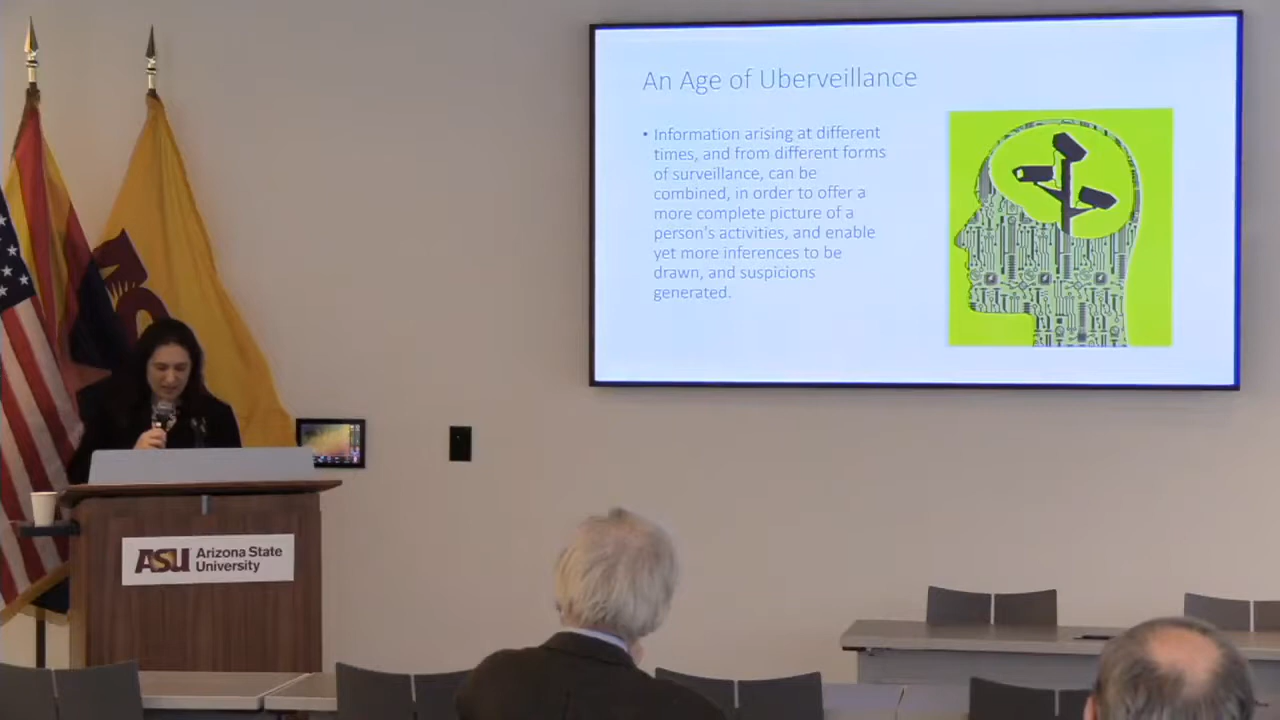 An Age of Uberveillance
• Information arising at different
times, and from different forms
of surveillance, can be
combined, in order to offer a
more complete picture of a
person's activities, and enable
yet more inferences to be
drawn, and suspicions
generated.
ASU Arizona State
University